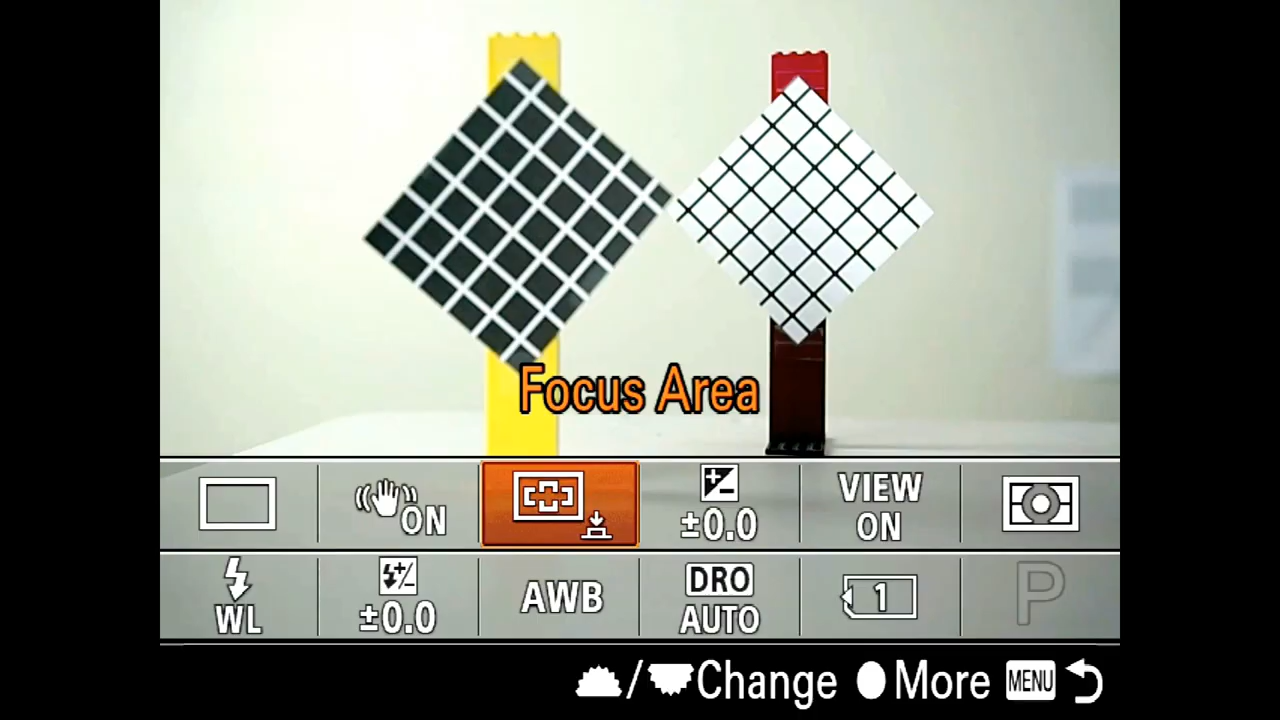 Focus Area
ON
±0.0
VIEW
ON
WL
±0.0
AWB
DRO
AUTO
1
P
/ Change More MENU